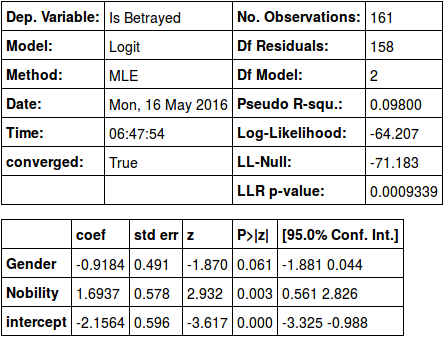 Dep. Variable: Is Betrayed No. Observations: 161
Model: Logit Df Residuals: 158
Method: MLE Df Model: 2
Date: Mon, 16 May 2016 Pseudo R-squ.: 0.09800
Time: 06:47:54 Log-Likelihood: -64.207
converged: True LL-Null: -71.183
LLR p-value: 0.0009339
coef std err z P>|z| [95.0% Conf. Int.]
Gender -0.9184 0.491 -1.870 0.061 -1.881 0.044
Nobility 1.6937 0.578 2.932 0.003 0.561 2.826
intercept -2.1564 0.596 -3.617 0.000 -3.325 -0.988